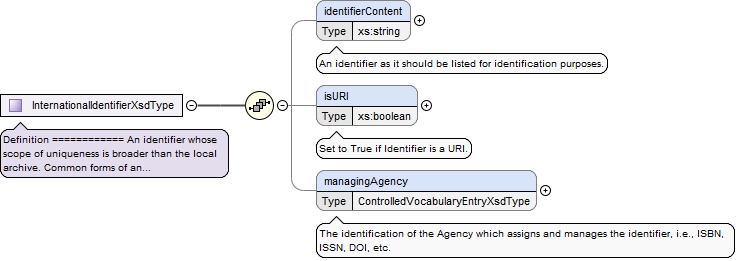 InternationalIdentifierXsdType
Definition ============ An identifier whose
scope of uniqueness is broader than the local
archive. Common forms of an...
identifierContent
Type xs:string
An identifier as it should be listed for identification purposes.
isURI
Type xs:boolean
Set to True if Identifier is a URI.
managingAgency
Type ControlledVocabularyEntryXsdType
The identification of the Agency which assigns and manages the identifier, i.e., ISBN,
ISSN, DOI, etc.